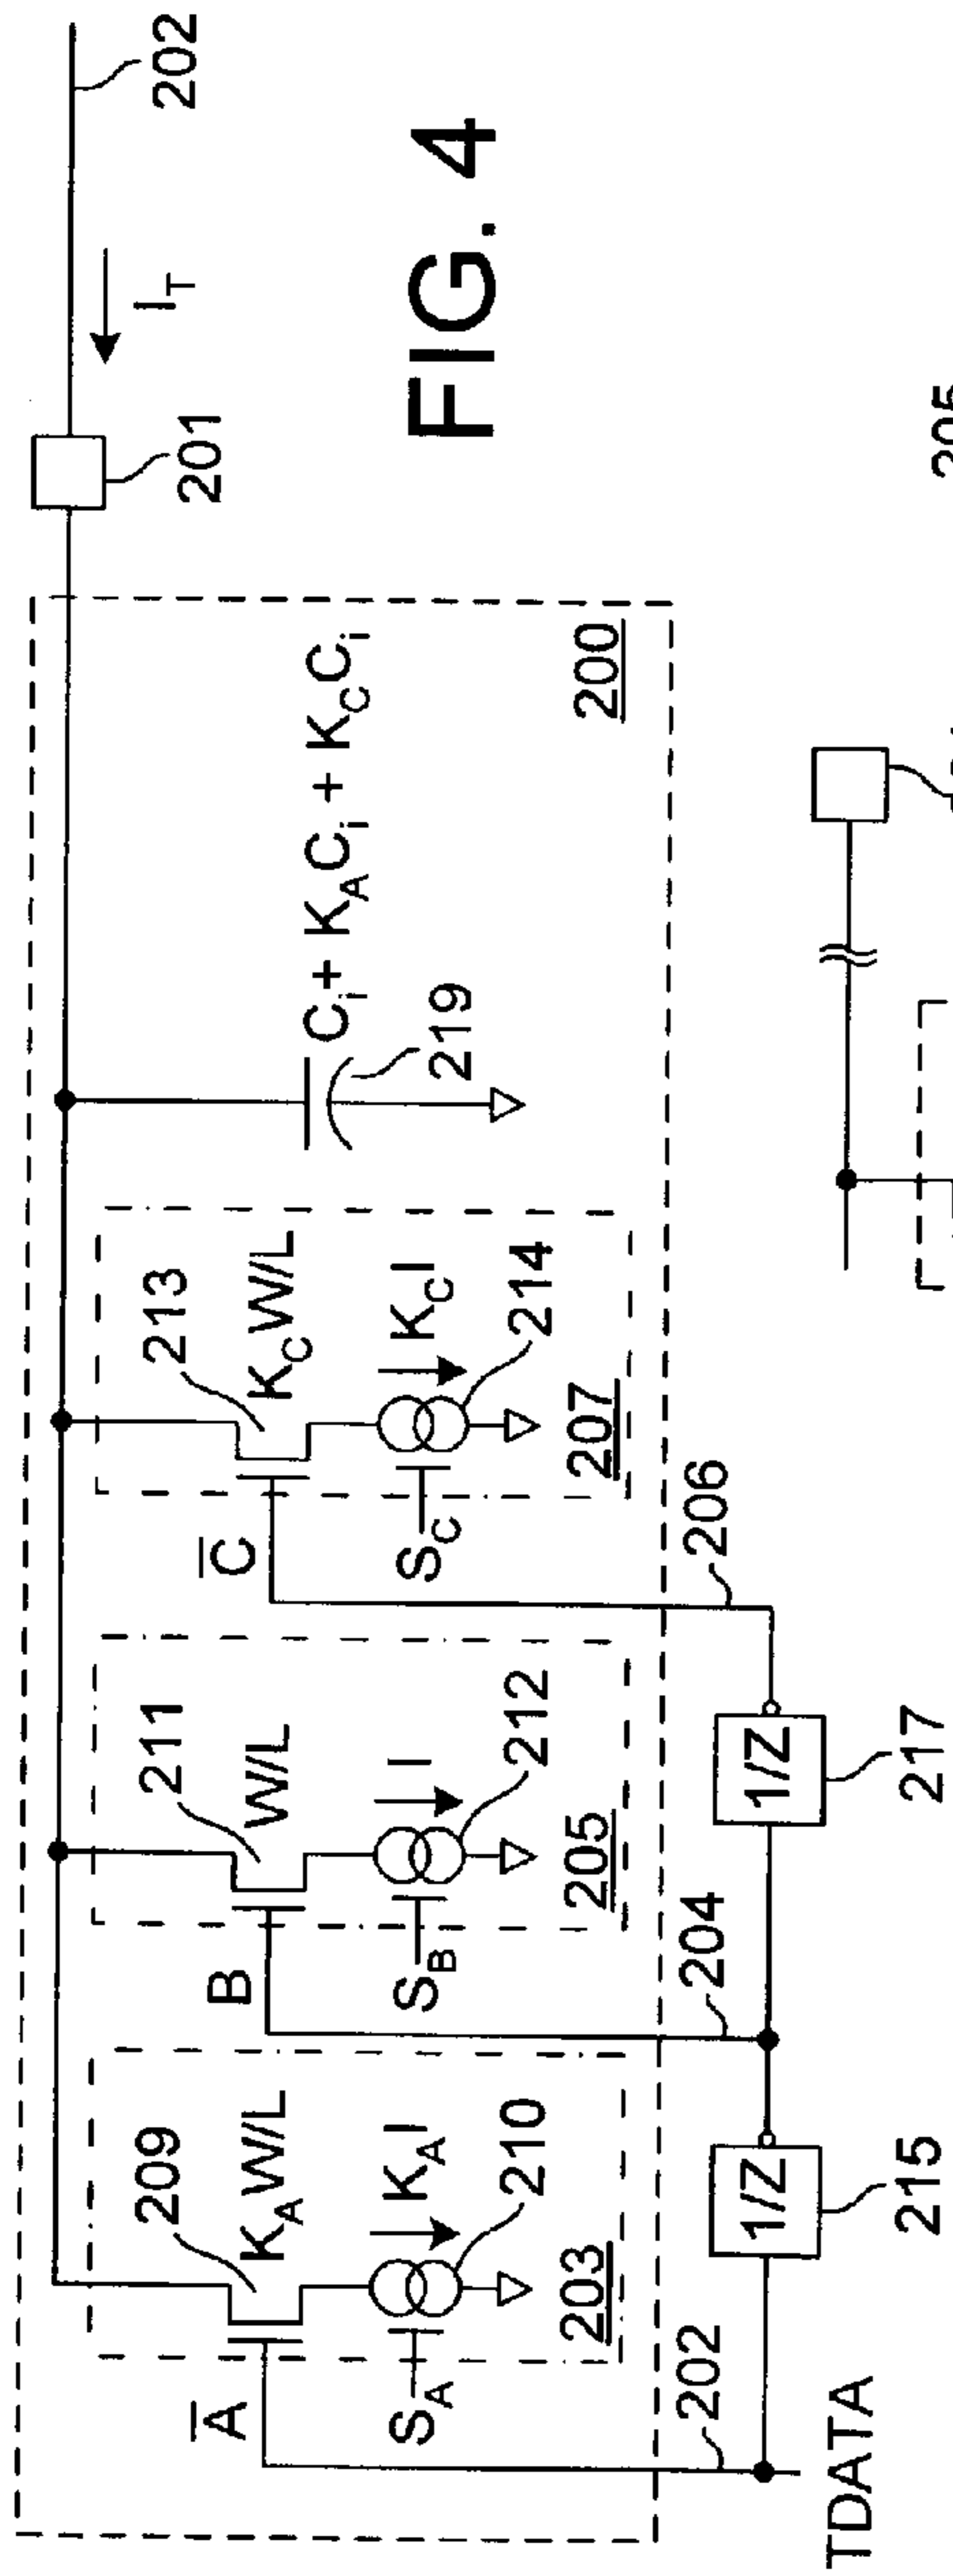 202
I_T
201
FIG. 4
C_i + K_A C_i + K_C C_i
219
200
213
K_C W/L
K_C I
214
207
S_C
C̅
206
211
W/L
I
212
205
S_B
B
204
1/Z
217
209
K_A W/L
K_A I
210
203
S_A
A̅
202
1/Z
215
TDATA
205